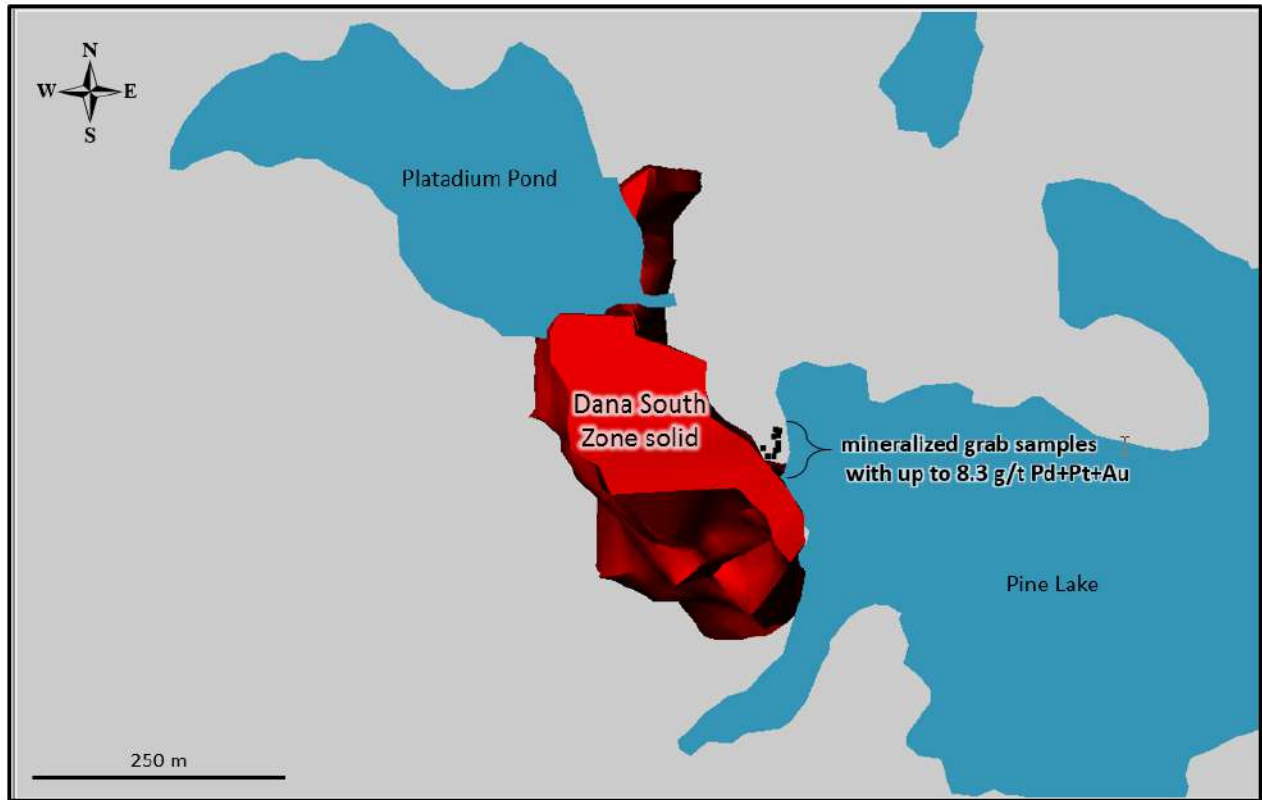 N
W E
S
Platadium Pond
Dana South
Zone solid
mineralized grab samples
with up to 8.3 g/t Pd+Pt+Au
Pine Lake
250 m